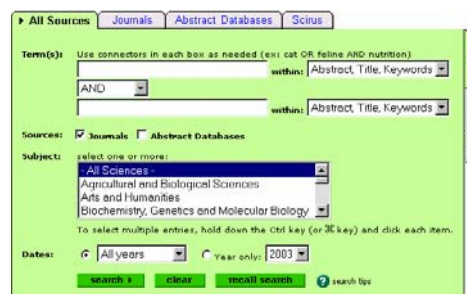 All Sources Journals Abstract Databases Scirus
Term(s): Use connectors in each box as needed (ex: cat OR feline AND nutrition)
within: Abstract, Title, Keywords
AND
within: Abstract, Title, Keywords
Sources: Journals Abstract Databases
Subject: select one or more:
- All Sciences -
Agricultural and Biological Sciences
Arts and Humanities
Biochemistry, Genetics and Molecular Biology
To select multiple entries, hold down the Ctrl key (or ⌘ key) and click each item.
Dates: All years Year only: 2003
search clear recall search ? search tips